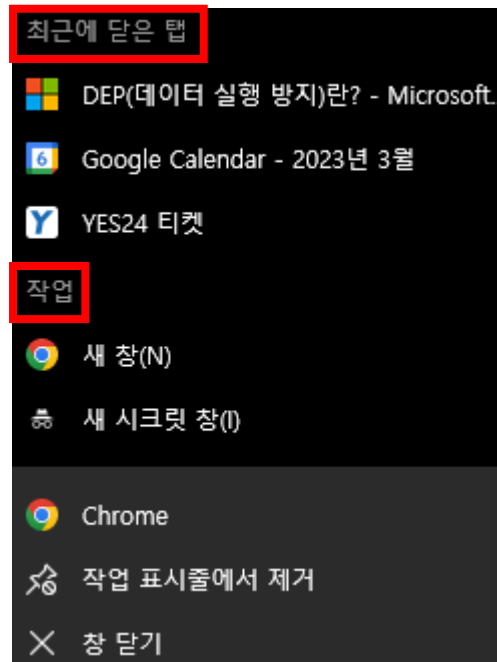 최근에 닫은 탭
DEP(데이터 실행 방지)란? - Microsoft.
6 Google Calendar - 2023년 3월
Y YES24 티켓
작업
새 창(N)
새 시크릿 창(I)
Chrome
작업 표시줄에서 제거
창 닫기